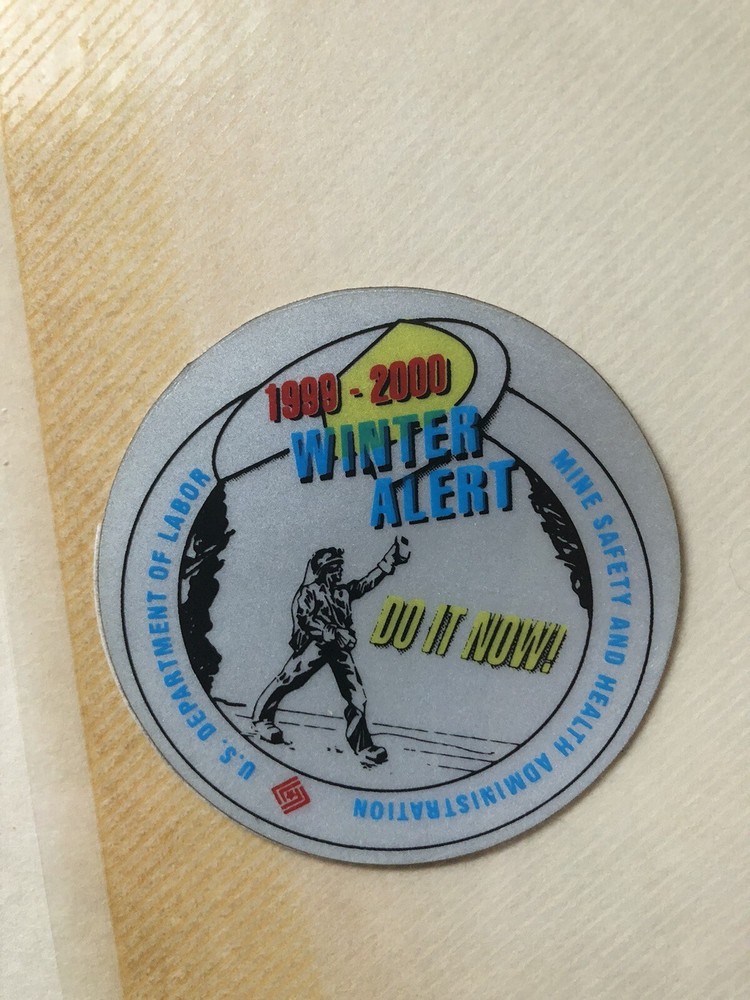 1999 - 2000
WINTER
ALERT
DO IT NOW!
U.S. DEPARTMENT OF LABOR
MINE SAFETY AND HEALTH ADMINISTRATION